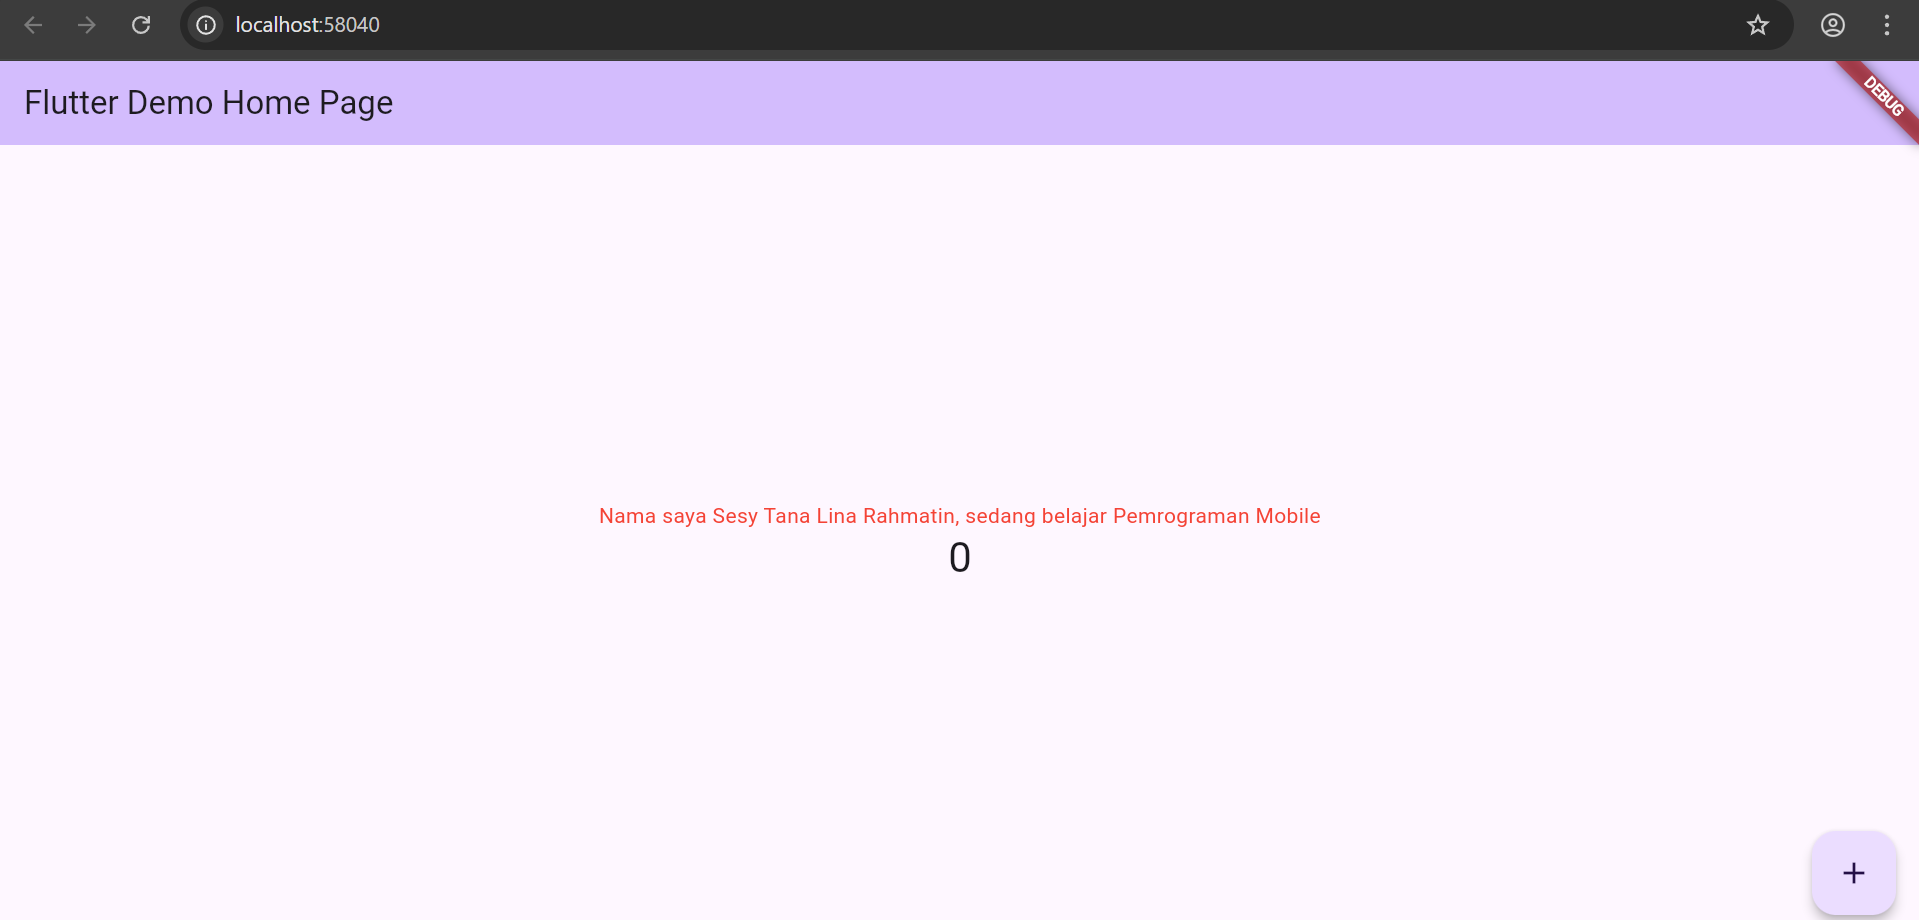 localhost:58040
Flutter Demo Home Page
DEBUG
Nama saya Sesy Tana Lina Rahmatin, sedang belajar Pemrograman Mobile
0